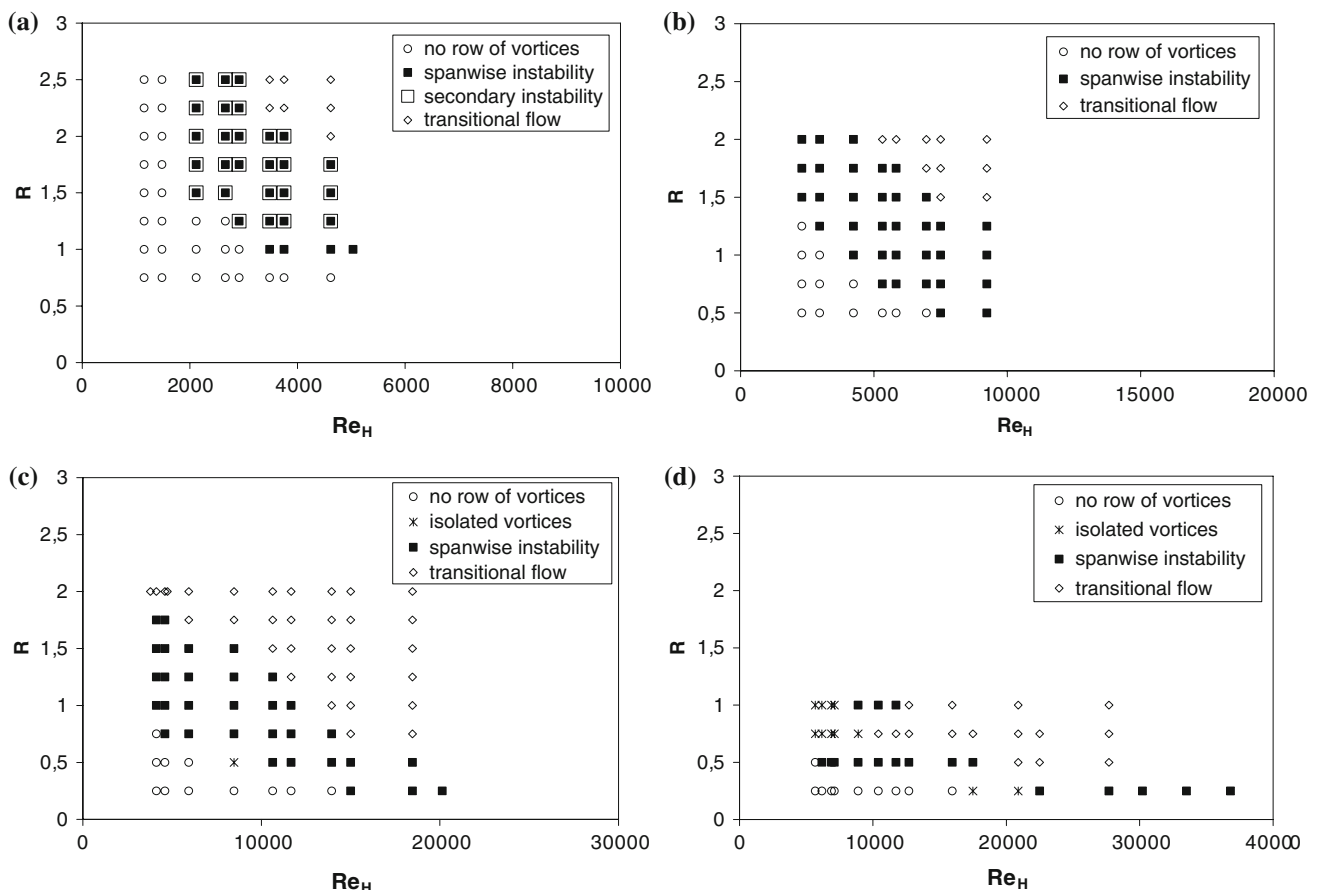 (a)
3
2,5
2
1,5
1
0,5
0
R
0 2000 4000 6000 8000 10000
Re_H
no row of vortices
spanwise instability
secondary instability
transitional flow
(b)
3
2,5
2
1,5
1
0,5
0
R
0 5000 10000 15000 20000
Re_H
no row of vortices
spanwise instability
transitional flow
(c)
3
2,5
2
1,5
1
0,5
0
R
0 10000 20000 30000
Re_H
no row of vortices
isolated vortices
spanwise instability
transitional flow
(d)
3
2,5
2
1,5
1
0,5
0
R
0 10000 20000 30000 40000
Re_H
no row of vortices
isolated vortices
spanwise instability
transitional flow